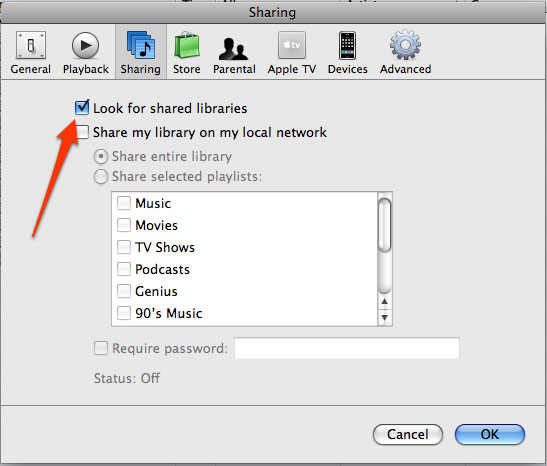 Sharing
General Playback Sharing Store Parental Apple TV Devices Advanced
Look for shared libraries
Share my library on my local network
Share entire library
Share selected playlists:
Music
Movies
TV Shows
Podcasts
Genius
90's Music
Require password:
Status: Off
Cancel OK